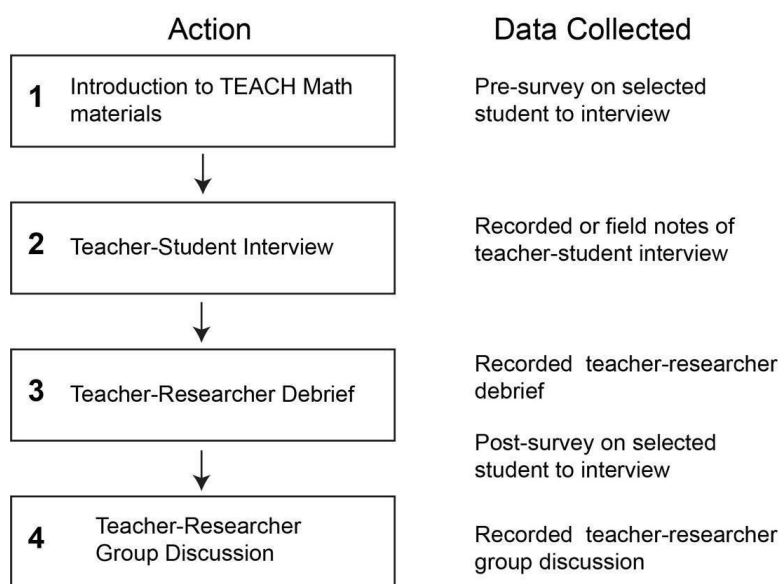 Action
Data Collected
1
Introduction to TEACH Math
materials
Pre-survey on selected
student to interview
2
Teacher-Student Interview
Recorded or field notes of
teacher-student interview
3
Teacher-Researcher Debrief
Recorded teacher-researcher
debrief
Post-survey on selected
student to interview
4
Teacher-Researcher
Group Discussion
Recorded teacher-researcher
group discussion